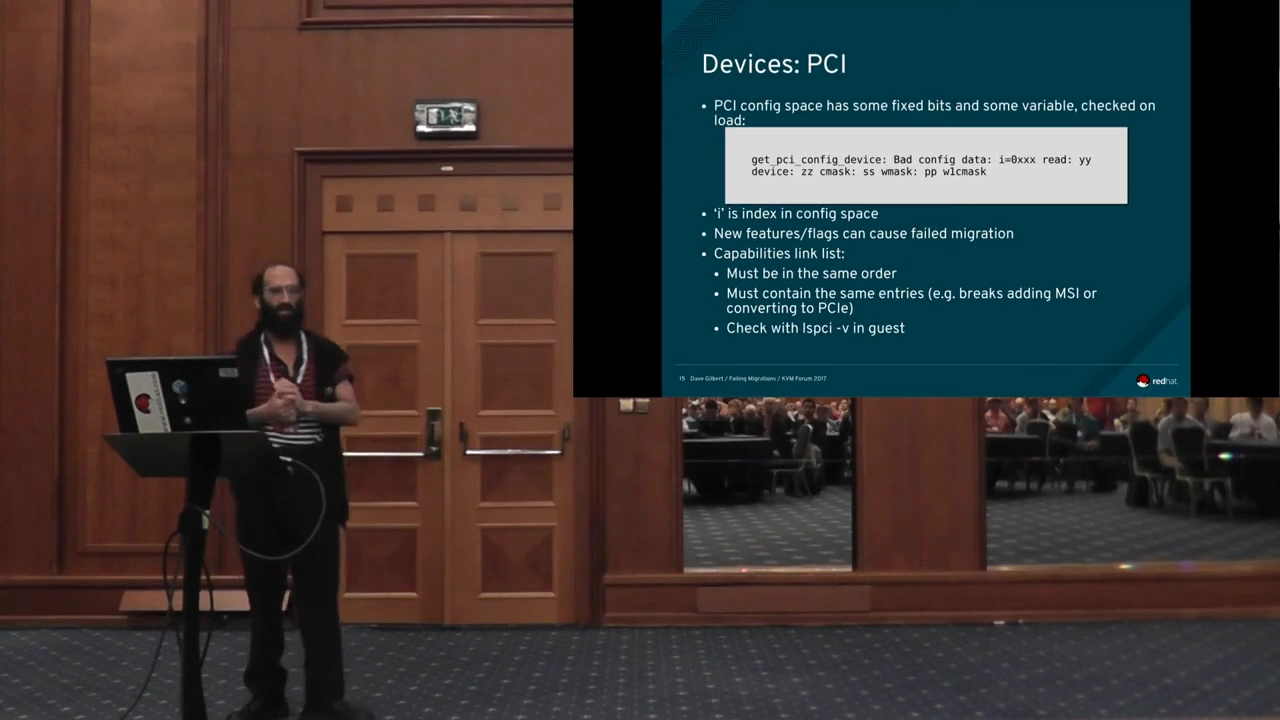 Devices: PCI
• PCI config space has some fixed bits and some variable, checked on
load:
get_pci_config_device: Bad config data: i=0xxx read: yy
device: zz cmask: ss wmask: pp w1cmask
• ‘i’ is index in config space
• New features/flags can cause failed migration
• Capabilities link list:
• Must be in the same order
• Must contain the same entries (e.g. breaks adding MSI or
converting to PCIe)
• Check with lspci -v in guest
15 Dave Gilbert / Failing Migrations / KVM Forum 2017
redhat.